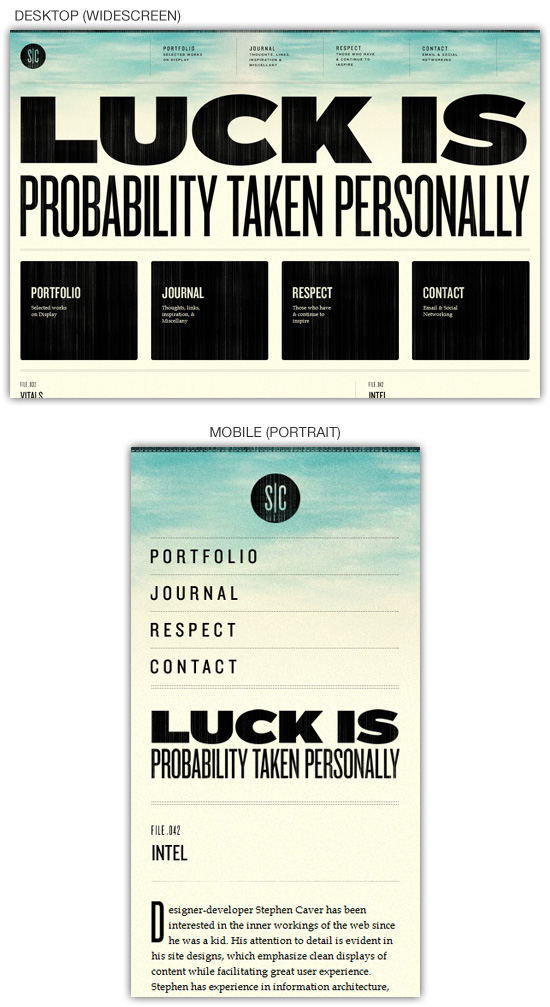 DESKTOP (WIDESCREEN)
S|C
PORTFOLIO
SELECTED WORKS
ON DISPLAY
JOURNAL
THOUGHTS, LINKS,
INSPIRATION &
MISCELLANY
RESPECT
THOSE WHO HAVE
& CONTINUE TO
INSPIRE
CONTACT
EMAIL & SOCIAL
NETWORKING
LUCK IS
PROBABILITY TAKEN PERSONALLY
PORTFOLIO
Selected works
on Display
JOURNAL
Thoughts, links,
inspiration, &
Miscellany
RESPECT
Those who have
& continue to
inspire
CONTACT
Email & Social
Networking
FILE.032
VITALS
FILE.042
INTEL
MOBILE (PORTRAIT)
S|C
PORTFOLIO
JOURNAL
RESPECT
CONTACT
LUCK IS
PROBABILITY TAKEN PERSONALLY
FILE.042
INTEL
Designer-developer Stephen Caver has been
interested in the inner workings of the web since
he was a kid. His attention to detail is evident in
his site designs, which emphasize clean displays of
content while facilitating great user experience.
Stephen has experience in information architecture,